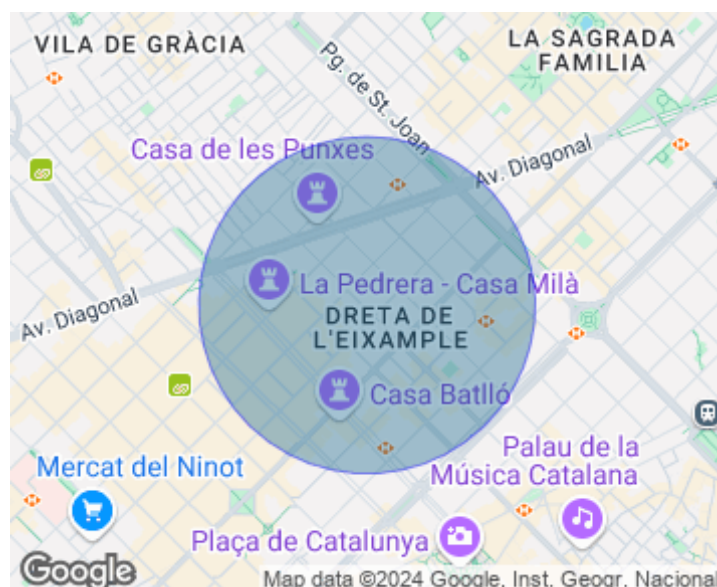 VILA DE GRÀCIA
LA SAGRADA
FAMILIA
Pg. de St. Joan
Casa de les Punxes
Av. Diagonal
La Pedrera - Casa Milà
DRETA DE
L'EIXAMPLE
Av. Diagonal
Casa Batlló
Mercat del Ninot
Palau de la
Música Catalana
Plaça de Catalunya
Google
Map data ©2024 Google, Inst. Geogr. Nacional